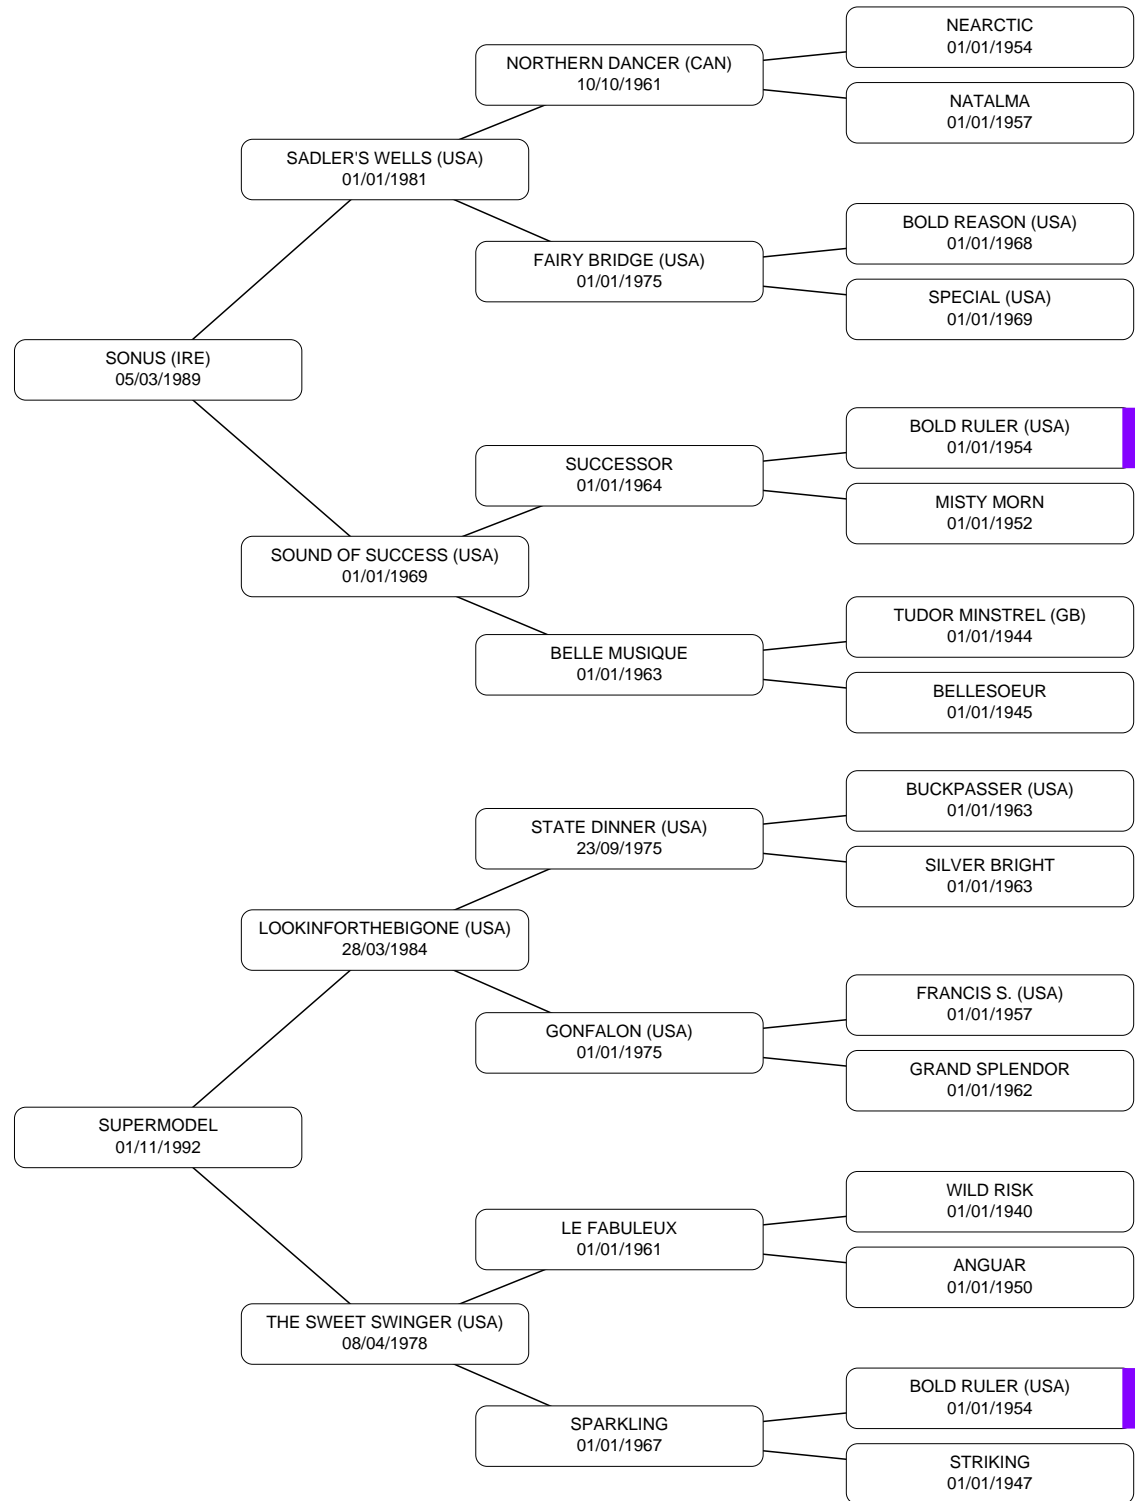 NEARCTIC
01/01/1954
NORTHERN DANCER (CAN)
10/10/1961
NATALMA
01/01/1957
SADLER'S WELLS (USA)
01/01/1981
BOLD REASON (USA)
01/01/1968
FAIRY BRIDGE (USA)
01/01/1975
SPECIAL (USA)
01/01/1969
SONUS (IRE)
05/03/1989
BOLD RULER (USA)
01/01/1954
SUCCESSOR
01/01/1964
MISTY MORN
01/01/1952
SOUND OF SUCCESS (USA)
01/01/1969
TUDOR MINSTREL (GB)
01/01/1944
BELLE MUSIQUE
01/01/1963
BELLESOEUR
01/01/1945
BUCKPASSER (USA)
01/01/1963
STATE DINNER (USA)
23/09/1975
SILVER BRIGHT
01/01/1963
LOOKINFORTHEBIGONE (USA)
28/03/1984
FRANCIS S. (USA)
01/01/1957
GONFALON (USA)
01/01/1975
GRAND SPLENDOR
01/01/1962
SUPERMODEL
01/11/1992
WILD RISK
01/01/1940
LE FABULEUX
01/01/1961
ANGUAR
01/01/1950
THE SWEET SWINGER (USA)
08/04/1978
BOLD RULER (USA)
01/01/1954
SPARKLING
01/01/1967
STRIKING
01/01/1947